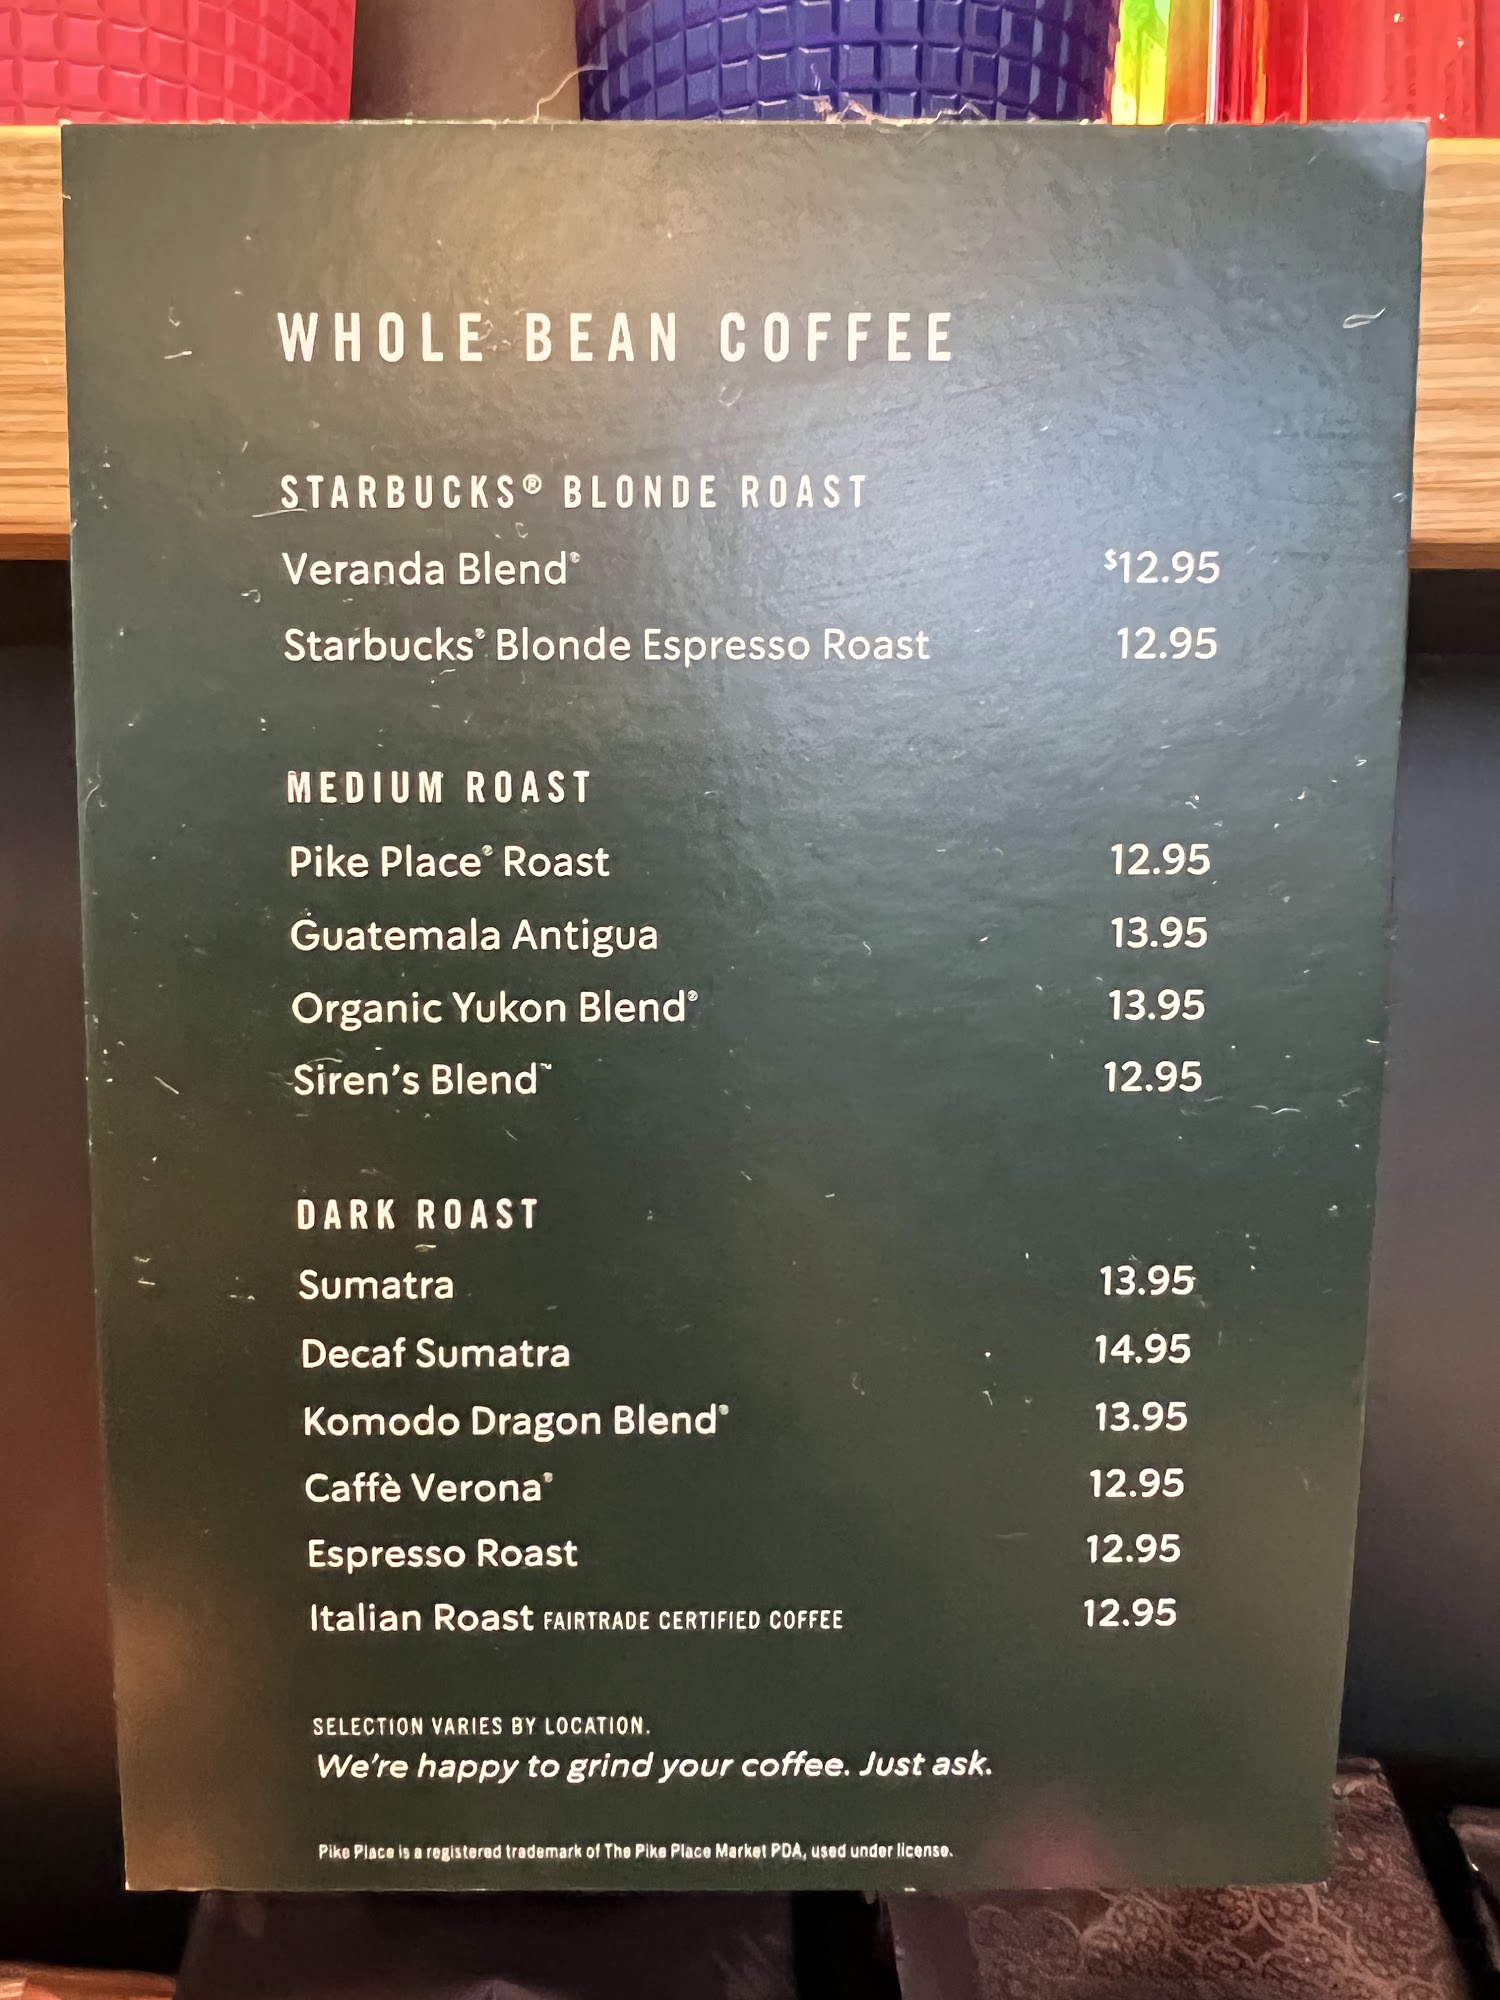 WHOLE BEAN COFFEE
STARBUCKS® BLONDE ROAST
Veranda Blend® $12.95
Starbucks® Blonde Espresso Roast 12.95
MEDIUM ROAST
Pike Place® Roast 12.95
Guatemala Antigua 13.95
Organic Yukon Blend® 13.95
Siren's Blend™ 12.95
DARK ROAST
Sumatra 13.95
Decaf Sumatra 14.95
Komodo Dragon Blend® 13.95
Caffè Verona® 12.95
Espresso Roast 12.95
Italian Roast FAIRTRADE CERTIFIED COFFEE 12.95
SELECTION VARIES BY LOCATION.
We're happy to grind your coffee. Just ask.
Pike Place is a registered trademark of The Pike Place Market PDA, used under license.